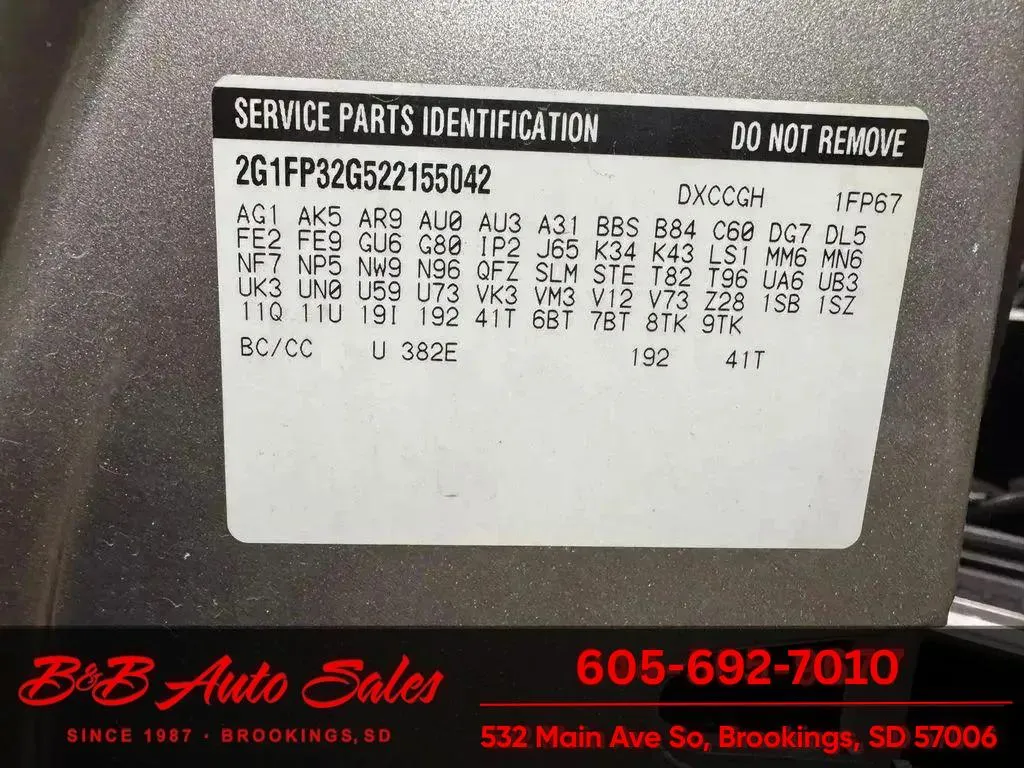 SERVICE PARTS IDENTIFICATION DO NOT REMOVE
2G1FP32G522155042 DXCCGH 1FP67
AG1 AK5 AR9 AU0 AU3 A31 BBS B84 C60 DG7 DL5
FE2 FE9 GU6 G80 IP2 J65 K34 K43 LS1 MM6 MN6
NF7 NP5 NW9 N96 QFZ SLM STE T82 T96 UA6 UB3
UK3 UN0 U59 U73 VK3 VM3 V12 V73 Z28 1SB 1SZ
11Q 11U 19I 192 41T 6BT 7BT 8TK 9TK
BC/CC U 382E 192 41T
B&B Auto Sales
SINCE 1987 · BROOKINGS, SD
605-692-7010
532 Main Ave So, Brookings, SD 57006